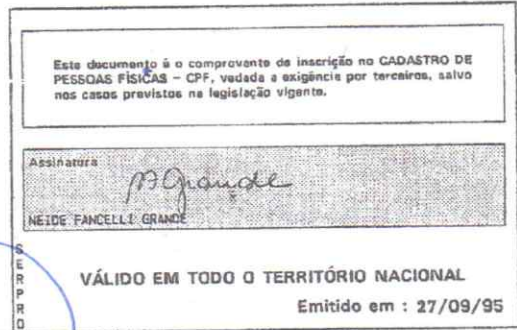 Este documento é o comprovante de inscrição no CADASTRO DE
PESSOAS FÍSICAS – CPF, vedada a exigência por terceiros, salvo
nos casos previstos na legislação vigente.
Assinatura
NEIDE FANCELLI GRANDE
SERPRO
VÁLIDO EM TODO O TERRITÓRIO NACIONAL
Emitido em : 27/09/95